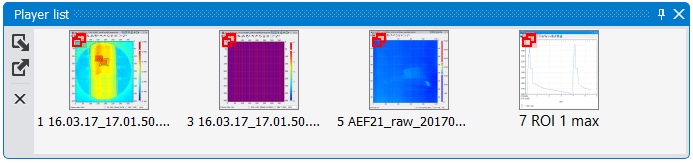 Player list
1 16.03.17_17.01.50....
3 16.03.17_17.01.50....
5 AEF21_raw_20170...
7 ROI 1 max